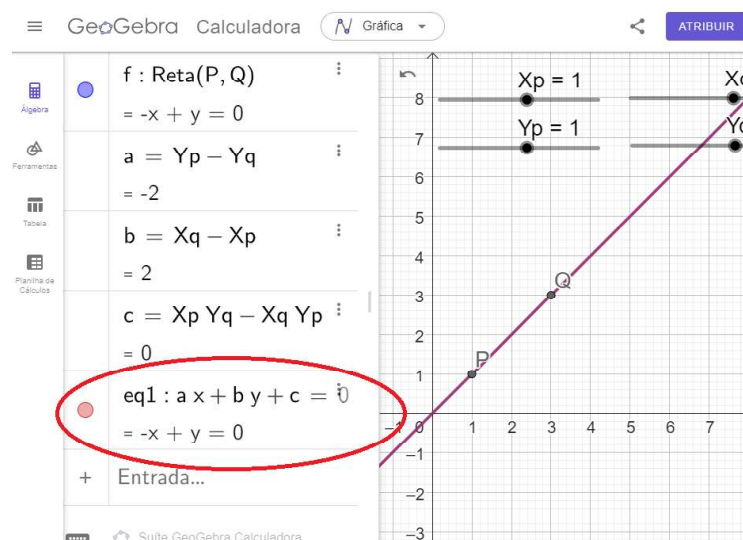 GeoGebra Calculadora
Gráfica
ATRIBUIR
Álgebra
Ferramentas
Tabela
Planilha de
Cálculos
f : Reta(P, Q)
= -x + y = 0
a = Yp − Yq
= -2
b = Xq − Xp
= 2
c = Xp Yq − Xq Yp
= 0
eq1 : a x + b y + c = 0
= -x + y = 0
+ Entrada...
Suíte GeoGebra Calculadora
Xp = 1
Yp = 1
8
7
6
5
4
3
2
1
Q
P
−1 0 1 2 3 4 5 6 7
−1
−2
−3